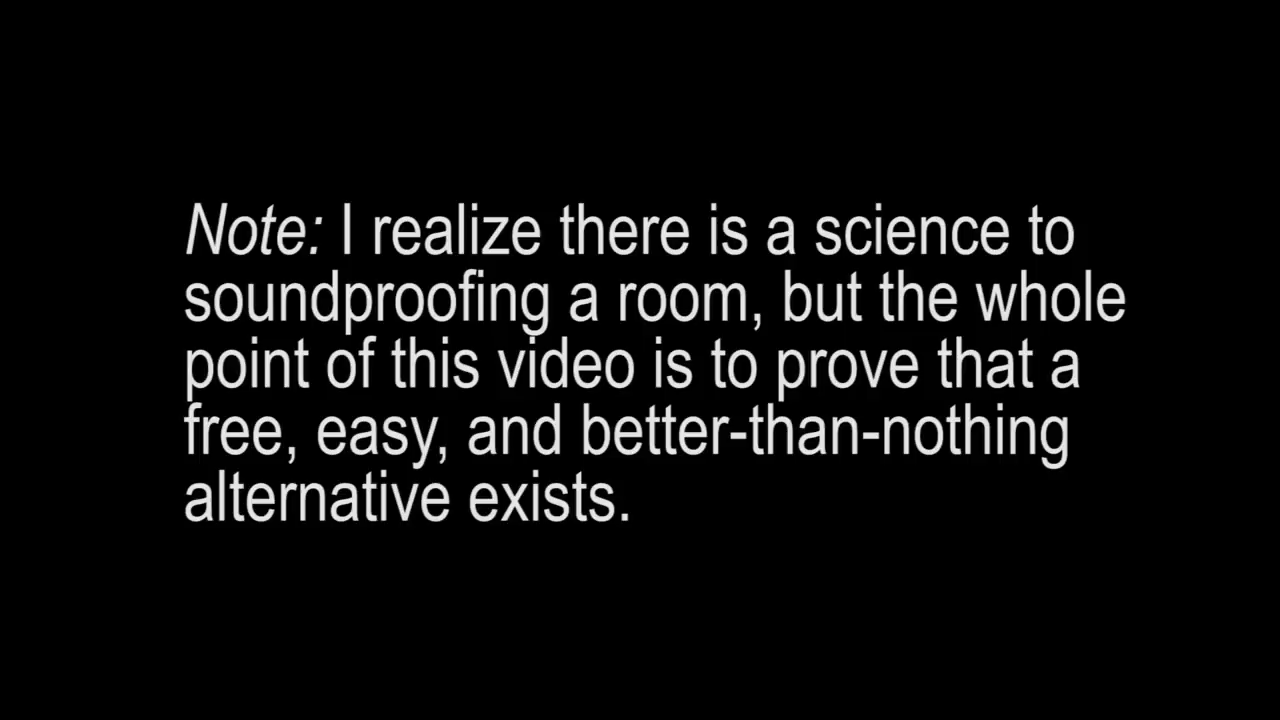 Note: I realize there is a science to
soundproofing a room, but the whole
point of this video is to prove that a
free, easy, and better-than-nothing
alternative exists.